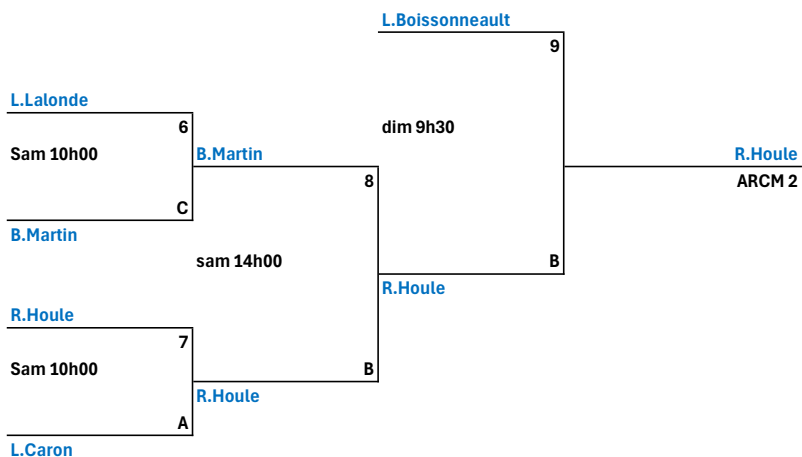 L.Boissonneault
9
L.Lalonde
6
dim 9h30
Sam 10h00
B.Martin
R.Houle
8
ARCM 2
C
B.Martin
sam 14h00
B
R.Houle
R.Houle
7
Sam 10h00
B
R.Houle
A
L.Caron